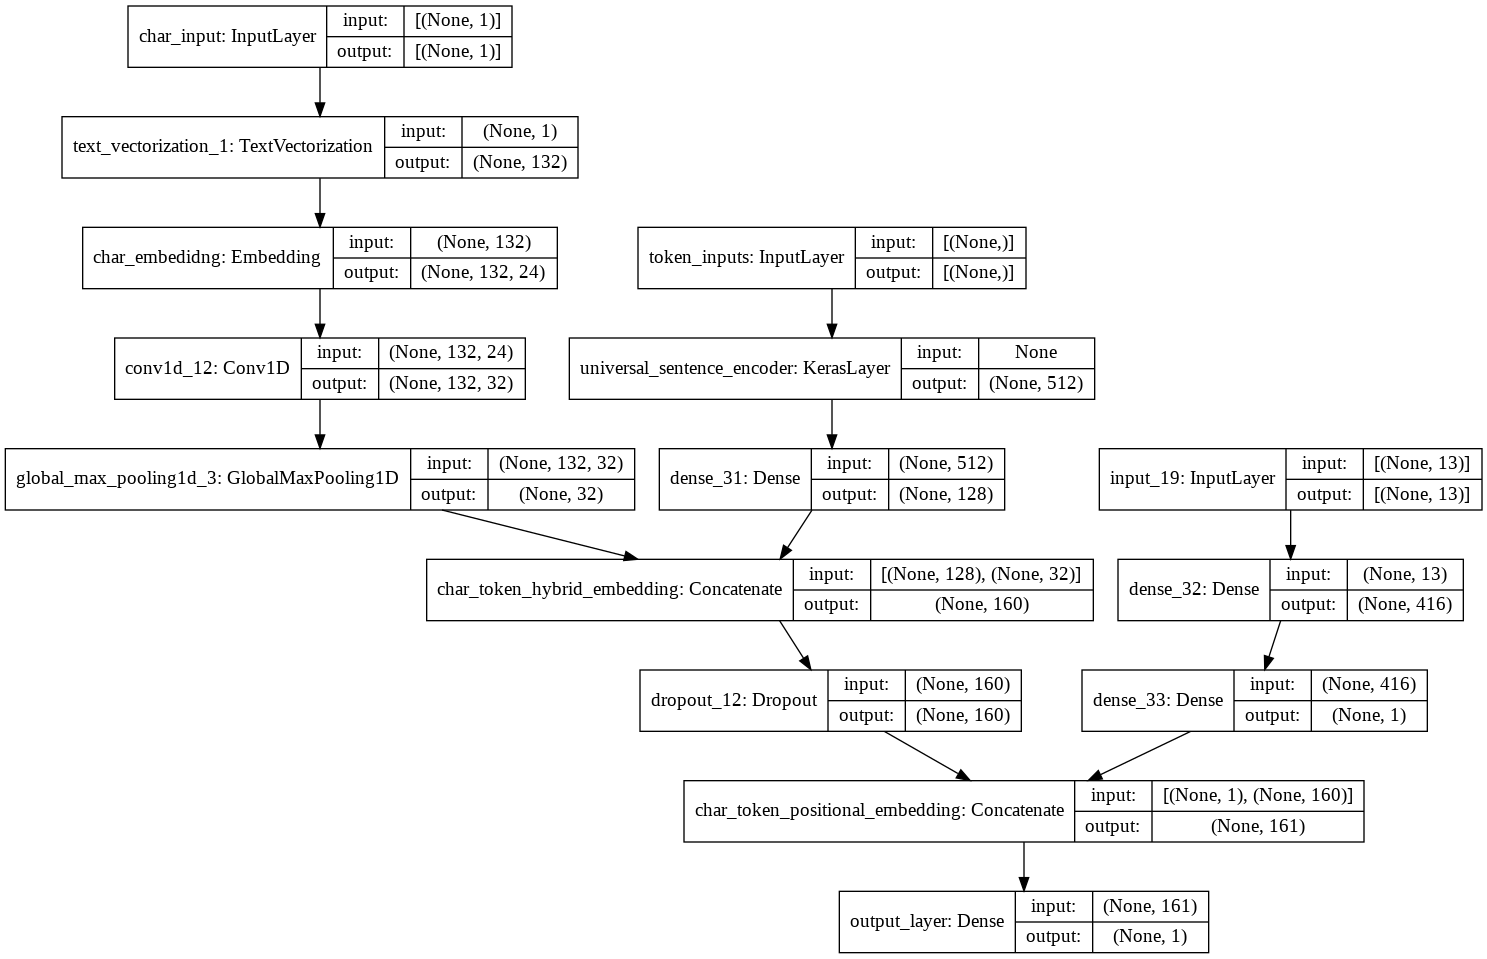 char_input: InputLayer
input: [(None, 1)]
output: [(None, 1)]
text_vectorization_1: TextVectorization
input: (None, 1)
output: (None, 132)
char_embedidng: Embedding
input: (None, 132)
output: (None, 132, 24)
token_inputs: InputLayer
input: [(None,)]
output: [(None,)]
conv1d_12: Conv1D
input: (None, 132, 24)
output: (None, 132, 32)
universal_sentence_encoder: KerasLayer
input: None
output: (None, 512)
global_max_pooling1d_3: GlobalMaxPooling1D
input: (None, 132, 32)
output: (None, 32)
dense_31: Dense
input: (None, 512)
output: (None, 128)
input_19: InputLayer
input: [(None, 13)]
output: [(None, 13)]
char_token_hybrid_embedding: Concatenate
input: [(None, 128), (None, 32)]
output: (None, 160)
dense_32: Dense
input: (None, 13)
output: (None, 416)
dropout_12: Dropout
input: (None, 160)
output: (None, 160)
dense_33: Dense
input: (None, 416)
output: (None, 1)
char_token_positional_embedding: Concatenate
input: [(None, 1), (None, 160)]
output: (None, 161)
output_layer: Dense
input: (None, 161)
output: (None, 1)